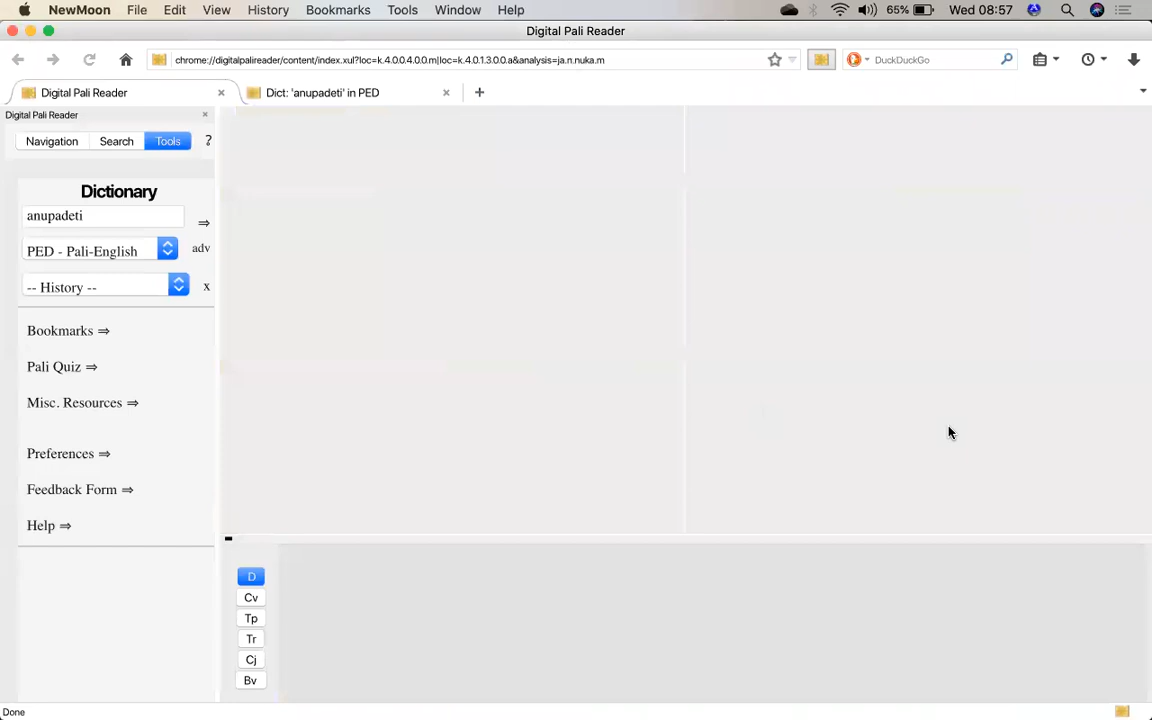 NewMoon File Edit View History Bookmarks Tools Window Help 65% Wed 08:57
Digital Pali Reader
chrome://digitalpalireader/content/index.xul?loc=k.4.0.0.4.0.0.m|loc=k.4.0.1.3.0.0.a&analysis=ja.n.nuka.m DuckDuckGo
Digital Pali Reader × Dict: 'anupadeti' in PED × +
Digital Pali Reader ×
Navigation Search Tools ?
Dictionary
anupadeti ⇒
PED - Pali-English adv
-- History -- x
Bookmarks ⇒
Pali Quiz ⇒
Misc. Resources ⇒
Preferences ⇒
Feedback Form ⇒
Help ⇒
D
Cv
Tp
Tr
Cj
Bv
Done